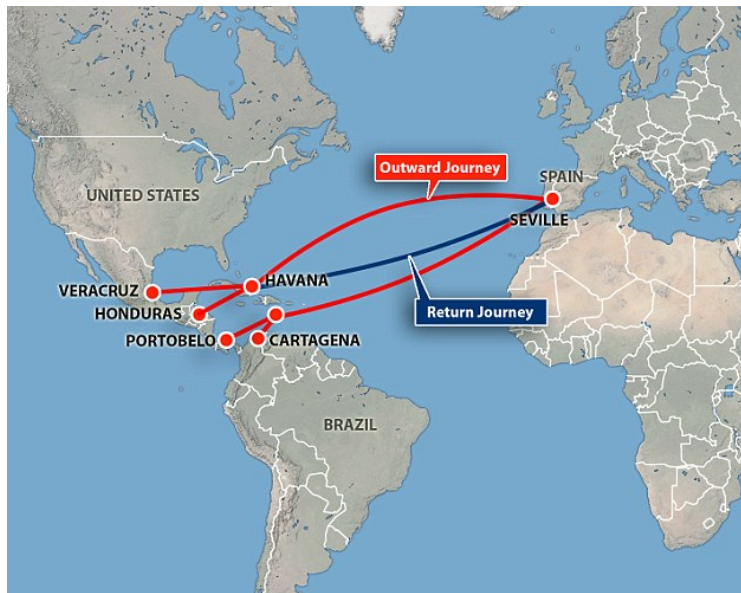 Outward Journey
SPAIN
UNITED STATES
SEVILLE
HAVANA
VERACRUZ
HONDURAS
Return Journey
PORTOBELO
CARTAGENA
BRAZIL